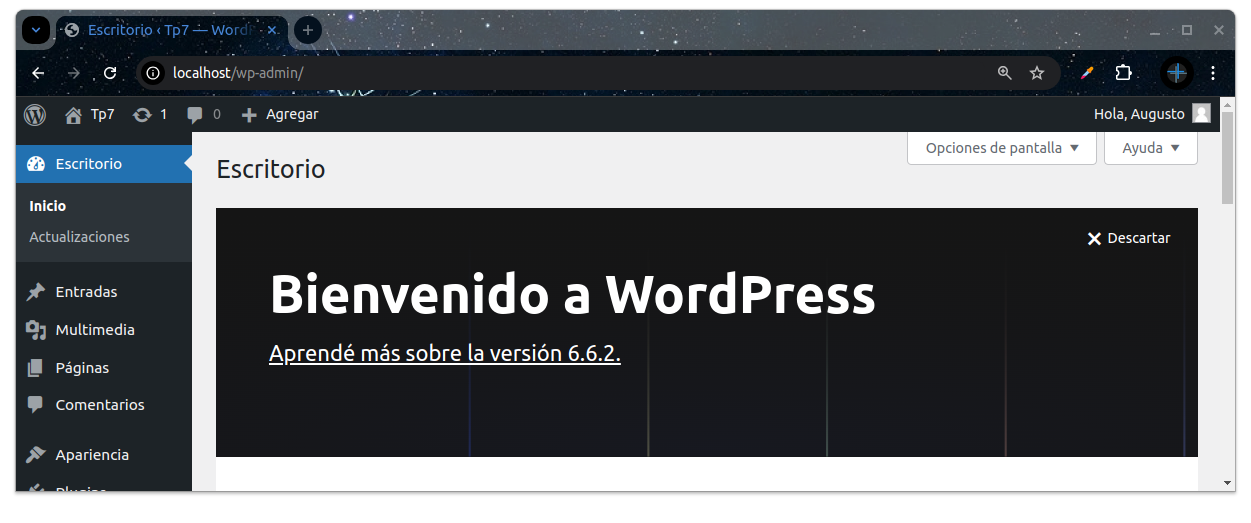 Escritorio ‹ Tp7 — Word
localhost/wp-admin/
Tp7 1 0 Agregar
Hola, Augusto
Opciones de pantalla
Ayuda
Escritorio
Inicio
Actualizaciones
Entradas
Multimedia
Páginas
Comentarios
Apariencia
Plugins
Escritorio
Descartar
Bienvenido a WordPress
Aprendé más sobre la versión 6.6.2.